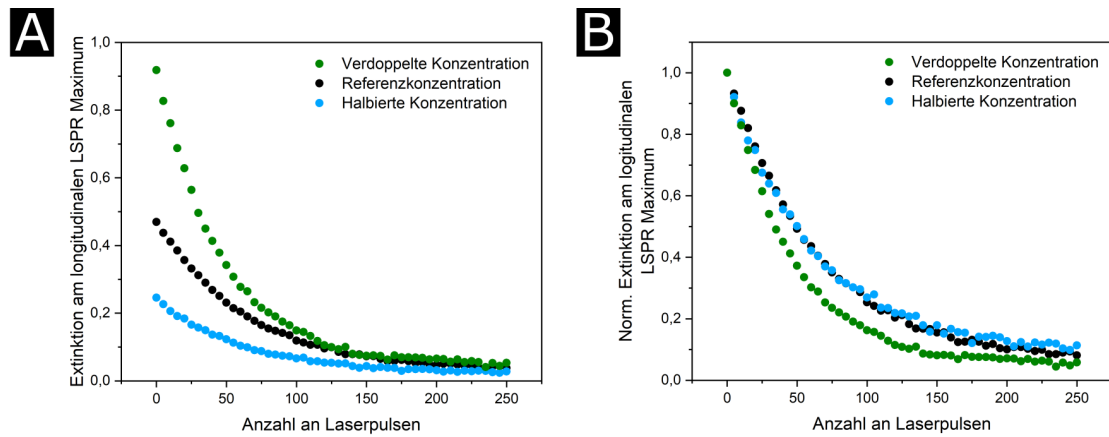 A
Extinktion am longitudinalen LSPR Maximum
1,0
0,8
0,6
0,4
0,2
0,0
Verdoppelte Konzentration
Referenzkonzentration
Halbierte Konzentration
0
50
100
150
200
250
Anzahl an Laserpulsen
B
Norm. Extinktion am logitudinalen
LSPR Maximum
1,0
0,8
0,6
0,4
0,2
0,0
Verdoppelte Konzentration
Referenzkonzentration
Halbierte Konzentration
0
50
100
150
200
250
Anzahl an Laserpulsen